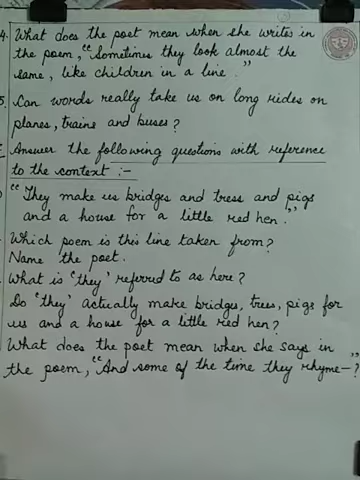 4. What does the poet mean when she writes in
the poem, "Sometimes they look almost the
same, like children in a line."
5. Can words really take us on long rides on
planes, trains and buses?
Answer the following questions with reference
to the context :-
"They make us bridges and tress and pigs
and a house for a little red hen."
Which poem is this line taken from?
Name the poet.
What is 'they' referred to as here?
Do 'they' actually make bridges, trees, pigs for
us and a house for a little red hen?
What does the poet mean when she says in
the poem, "And some of the time they rhyme—"?